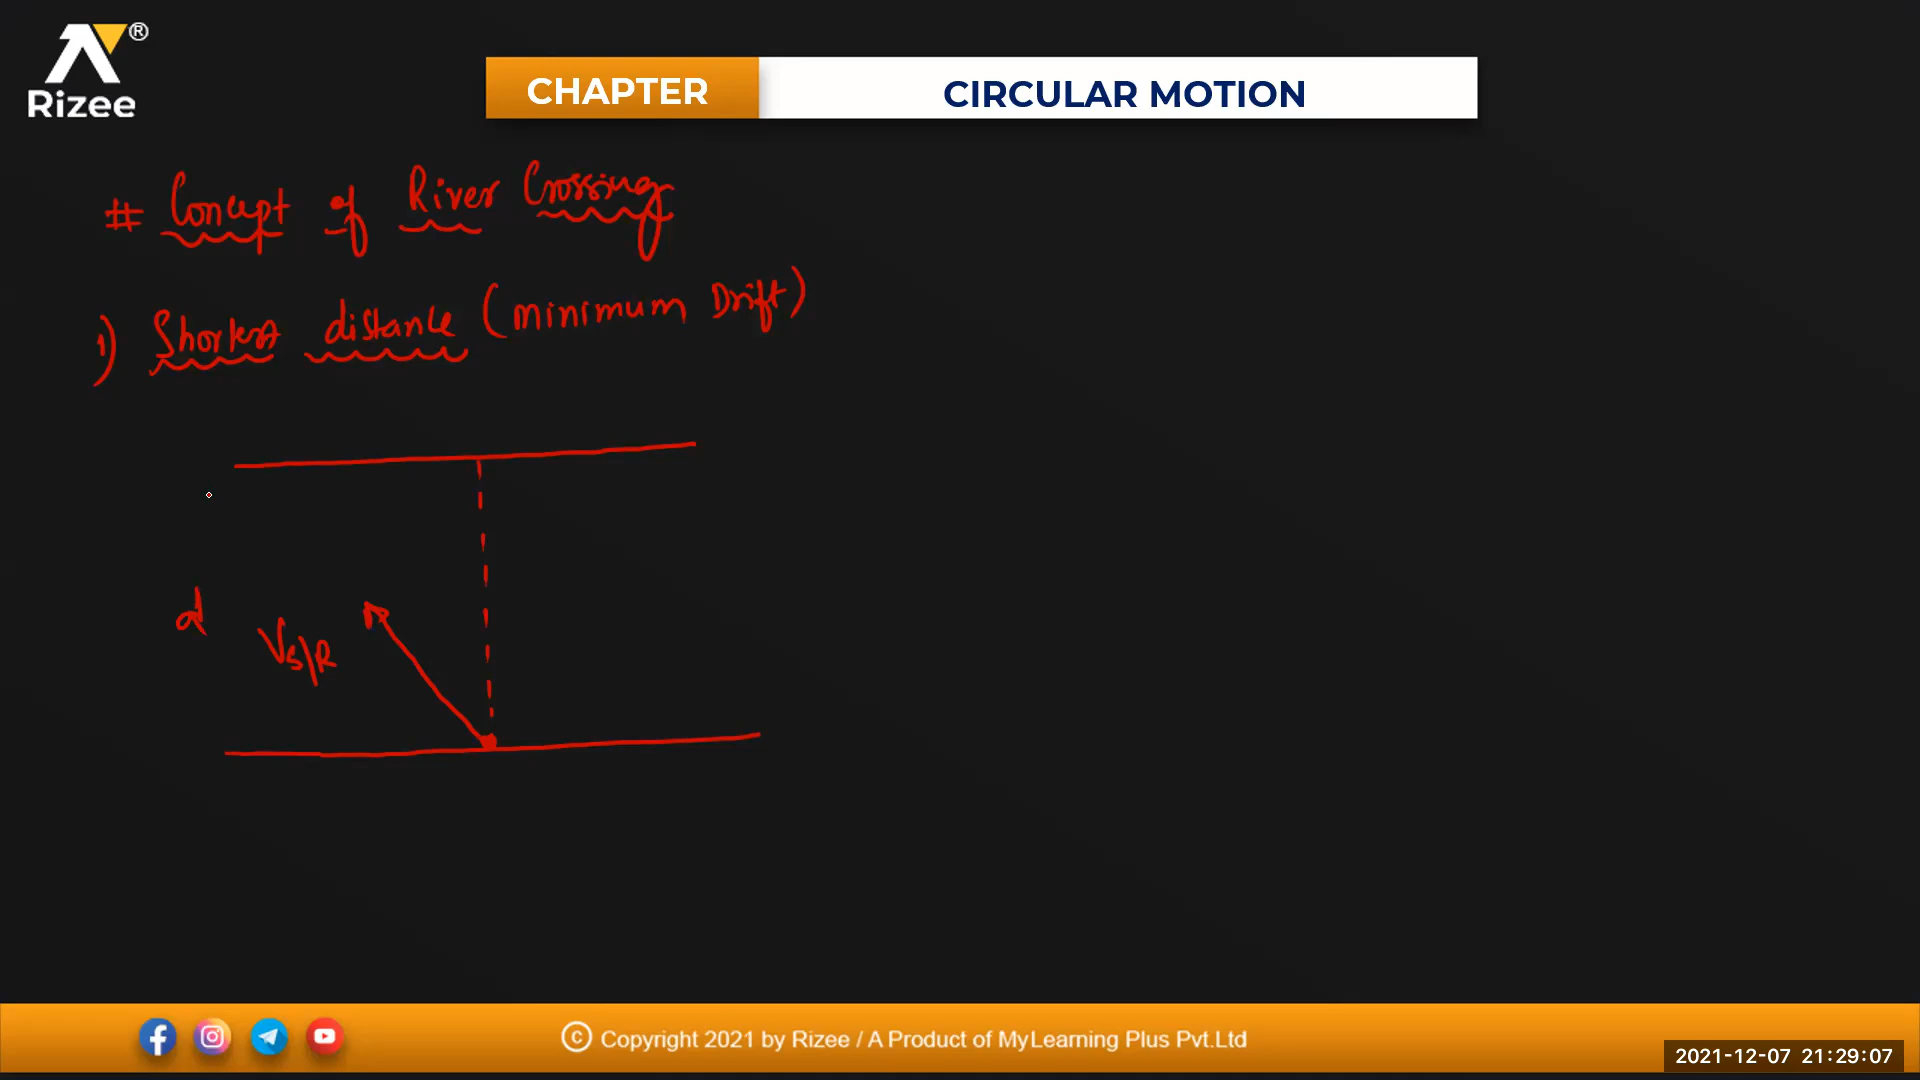 Rizee®
CHAPTER CIRCULAR MOTION
# Concept of River Crossing
1) Shortest distance (minimum Drift)
d
VS/R
© Copyright 2021 by Rizee / A Product of MyLearning Plus Pvt.Ltd
2021-12-07 21:29:07